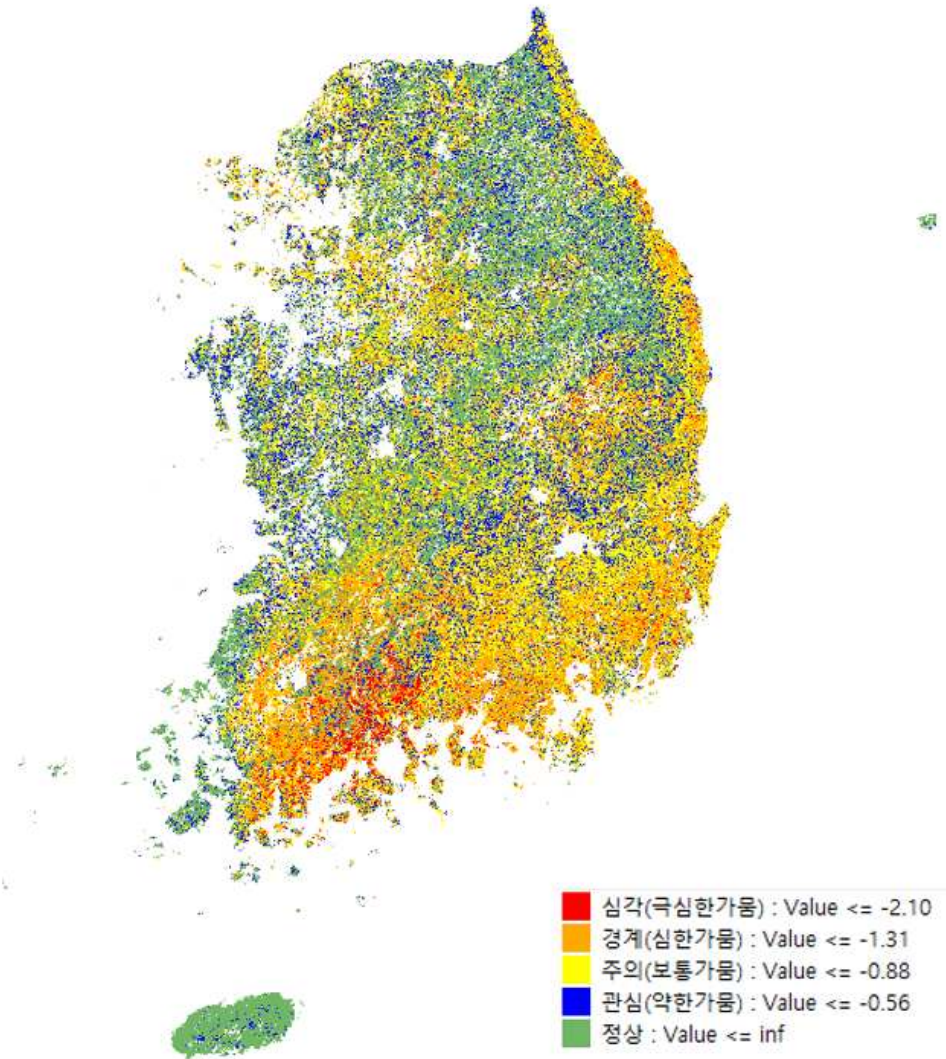 심각(극심한가뭄) : Value <= -2.10
경계(심한가뭄) : Value <= -1.31
주의(보통가뭄) : Value <= -0.88
관심(약한가뭄) : Value <= -0.56
정상 : Value <= inf